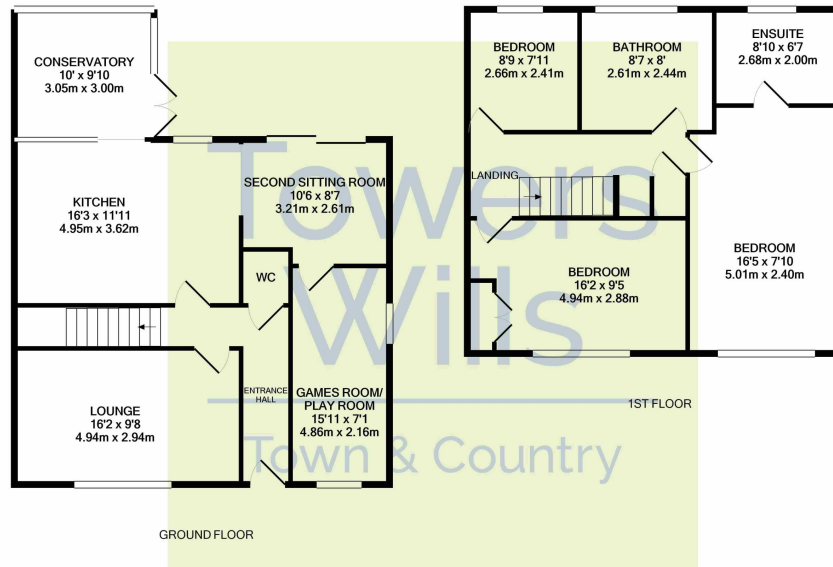 CONSERVATORY
10' x 9'10
3.05m x 3.00m
KITCHEN
16'3 x 11'11
4.95m x 3.62m
SECOND SITTING ROOM
10'6 x 8'7
3.21m x 2.61m
WC
LOUNGE
16'2 x 9'8
4.94m x 2.94m
ENTRANCE
HALL
GAMES ROOM/
PLAY ROOM
15'11 x 7'1
4.86m x 2.16m
GROUND FLOOR
BEDROOM
8'9 x 7'11
2.66m x 2.41m
BATHROOM
8'7 x 8'
2.61m x 2.44m
ENSUITE
8'10 x 6'7
2.68m x 2.00m
LANDING
BEDROOM
16'2 x 9'5
4.94m x 2.88m
BEDROOM
16'5 x 7'10
5.01m x 2.40m
1ST FLOOR
Towers
Wills
Town & Country